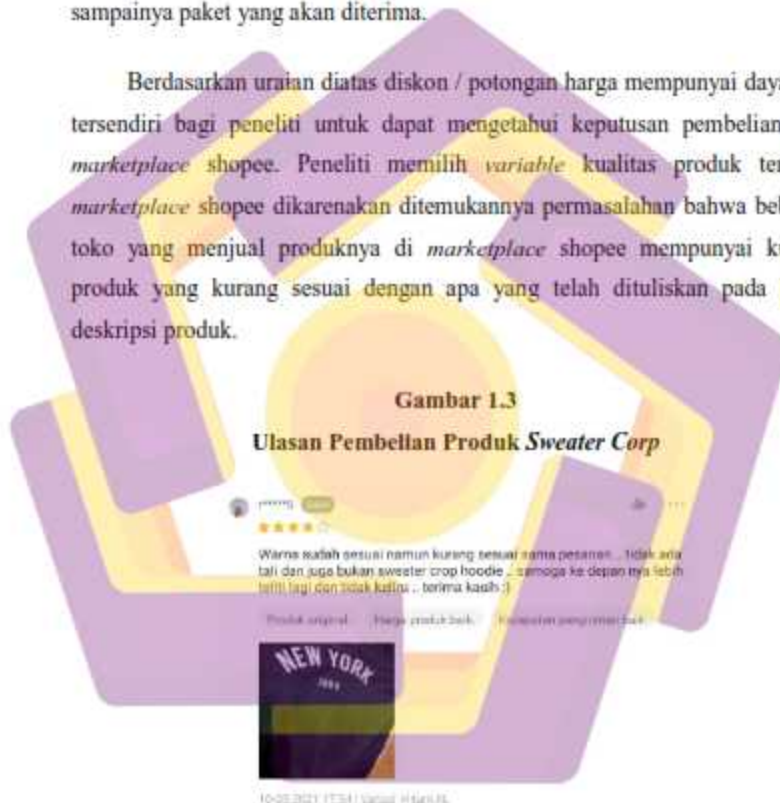 sampainya paket yang akan diterima.
Berdasarkan uraian diatas diskon / potongan harga mempunyai daya
tersendiri bagi peneliti untuk dapat mengetahui keputusan pembelian
marketplace shopee. Peneliti memilih variable kualitas produk
marketplace shopee dikarenakan ditemukannya permasalahan bahwa
toko yang menjual produknya di marketplace shopee mempunyai
produk yang kurang sesuai dengan apa yang telah dituliskan pada
deskripsi produk.
Gambar 1.3
Ulasan Pembelian Produk Sweater Corp
Warna sudah sesuai namun kurang sesuai sama pesanan .. tidak ada
tali dan juga bukan sweater crop hoodie .. semoga ke depan nya lebih
teliti lagi dan tidak keliru .. terima kasih :)
Produk original Harga produk baik Kecepatan pengiriman baik
NEW YORK